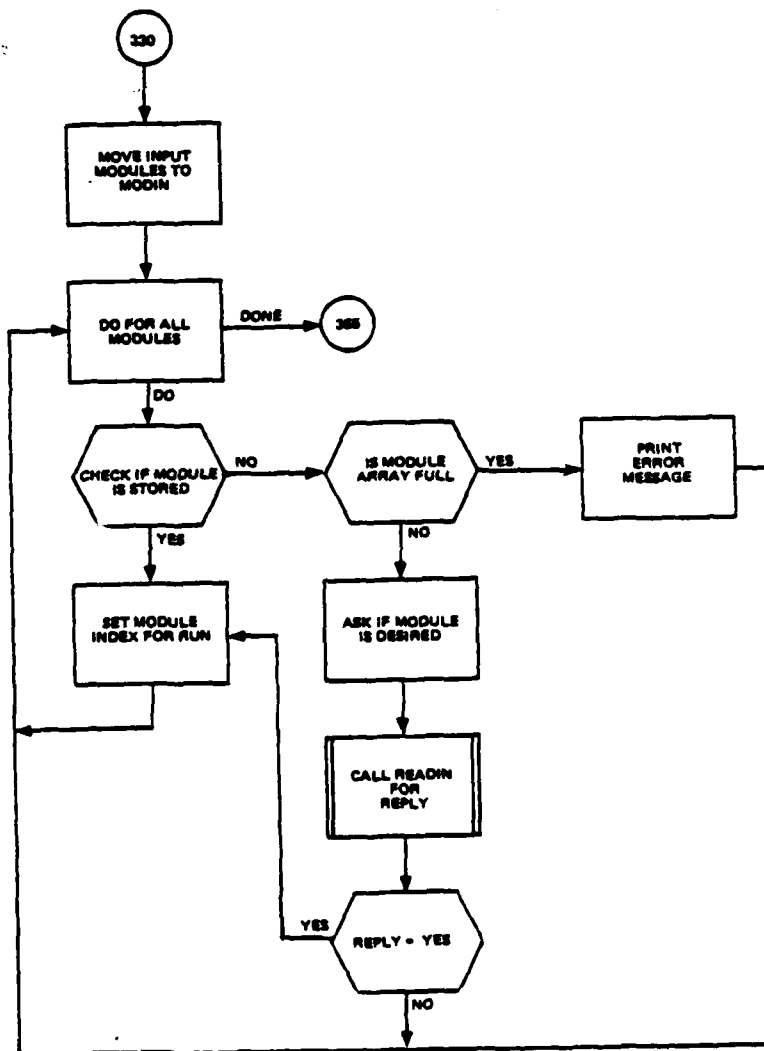 330
MOVE INPUT
MODULES TO
MODIN
DO FOR ALL
MODULES
DONE
365
DO
CHECK IF MODULE
IS STORED
NO
IS MODULE
ARRAY FULL
YES
PRINT
ERROR
MESSAGE
YES
NO
SET MODULE
INDEX FOR RUN
ASK IF MODULE
IS DESIRED
CALL READIN
FOR
REPLY
YES
REPLY = YES
NO